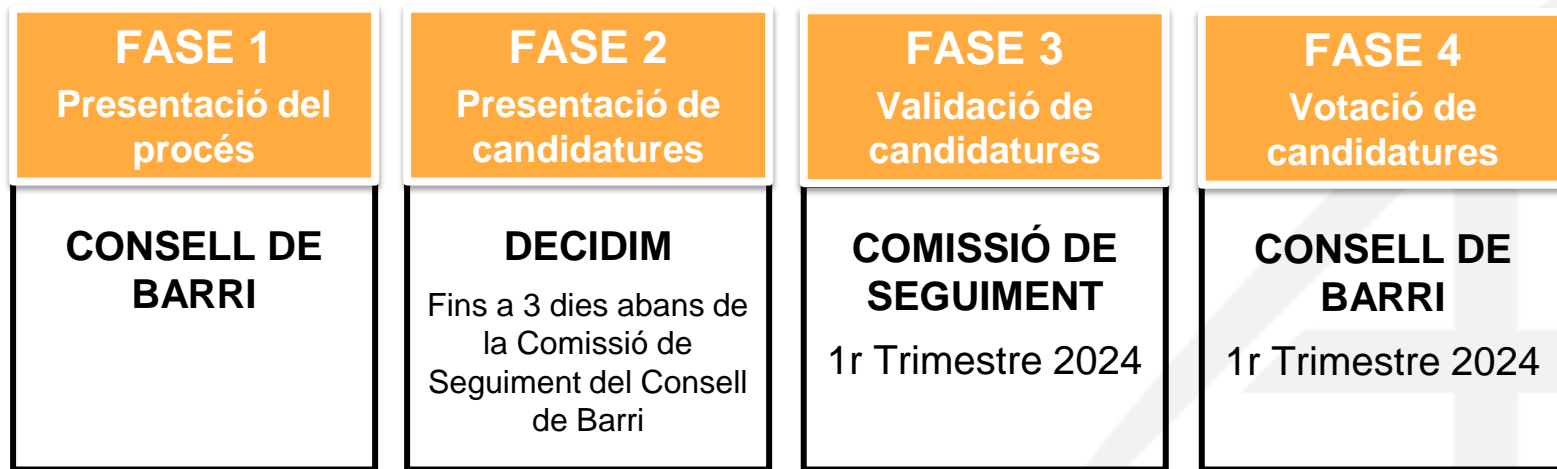 FASE 1
Presentació del
procés
CONSELL DE
BARRI
FASE 2
Presentació de
candidatures
DECIDIM
Fins a 3 dies abans de
la Comissió de
Seguiment del Consell
de Barri
FASE 3
Validació de
candidatures
COMISSIÓ DE
SEGUIMENT
1r Trimestre 2024
FASE 4
Votació de
candidatures
CONSELL DE
BARRI
1r Trimestre 2024